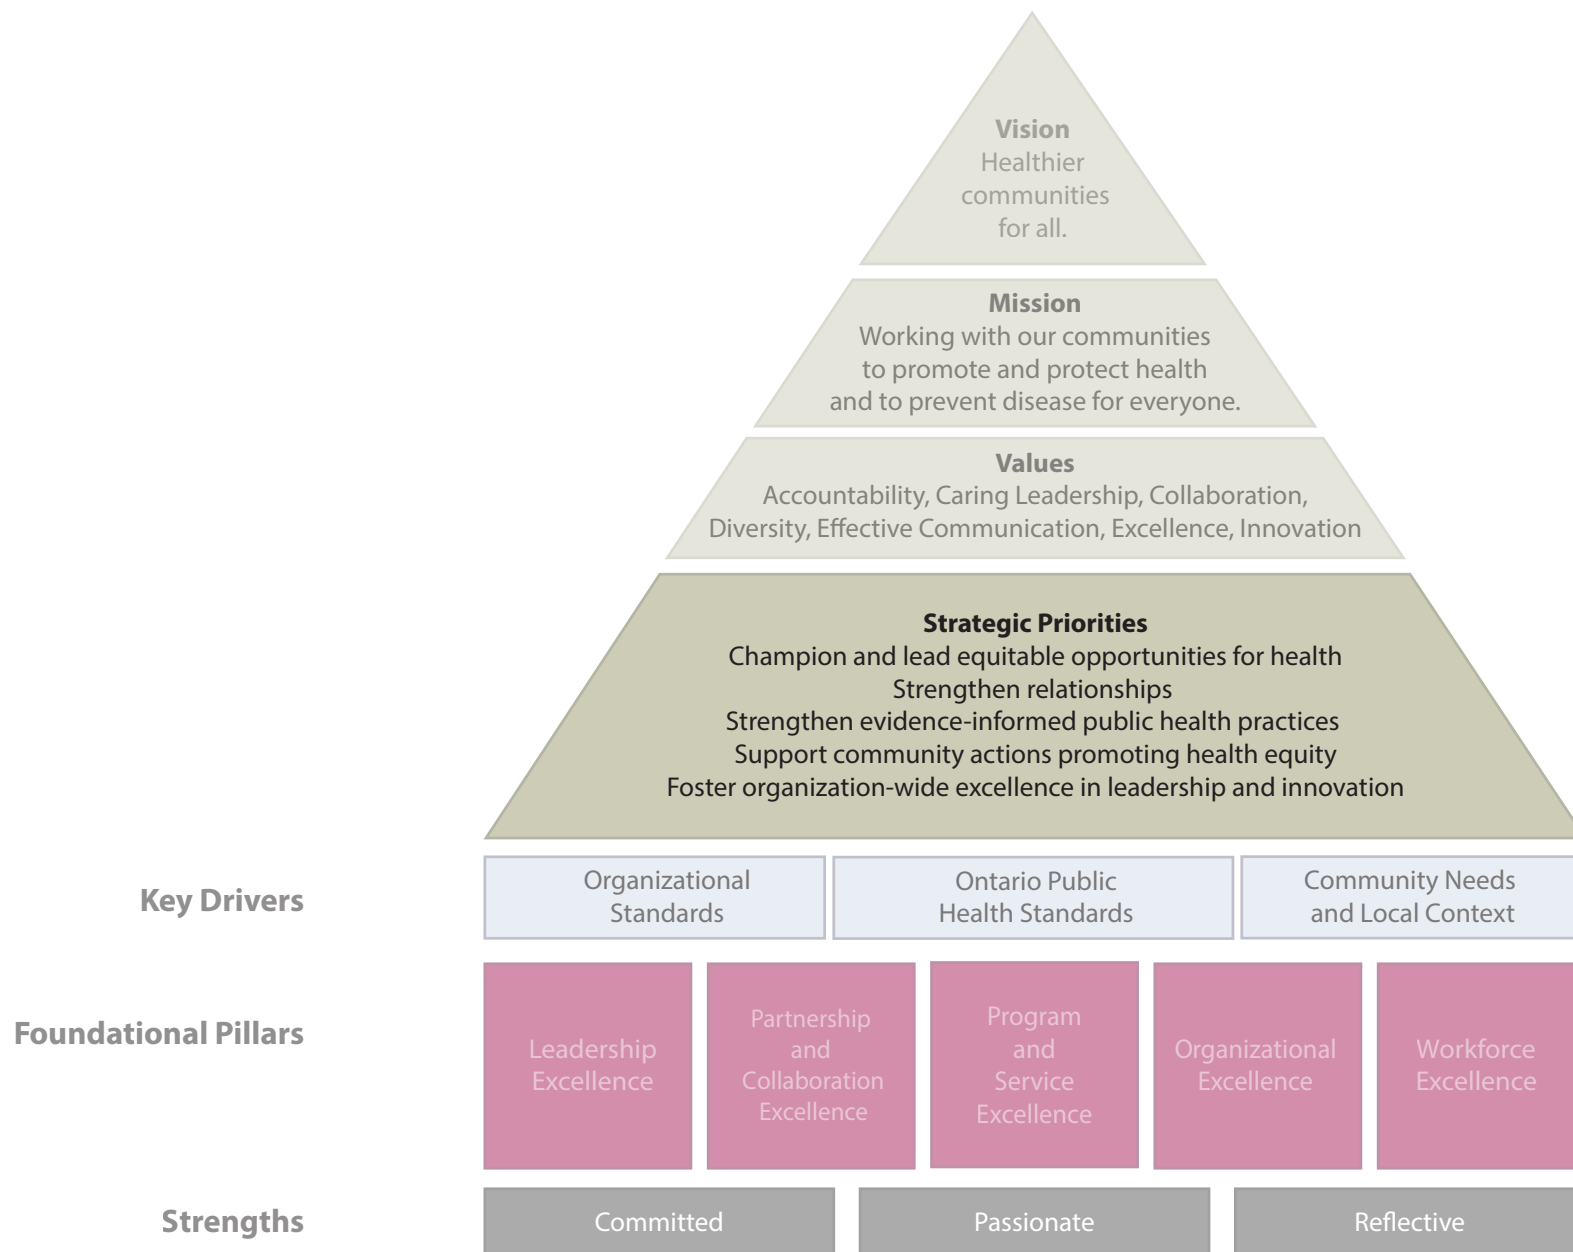 Vision
Healthier
communities
for all.
Mission
Working with our communities
to promote and protect health
and to prevent disease for everyone.
Values
Accountability, Caring Leadership, Collaboration,
Diversity, Effective Communication, Excellence, Innovation
Strategic Priorities
Champion and lead equitable opportunities for health
Strengthen relationships
Strengthen evidence-informed public health practices
Support community actions promoting health equity
Foster organization-wide excellence in leadership and innovation
Key Drivers
Organizational
Standards
Ontario Public
Health Standards
Community Needs
and Local Context
Foundational Pillars
Leadership
Excellence
Partnership
and
Collaboration
Excellence
Program
and
Service
Excellence
Organizational
Excellence
Workforce
Excellence
Strengths
Committed
Passionate
Reflective